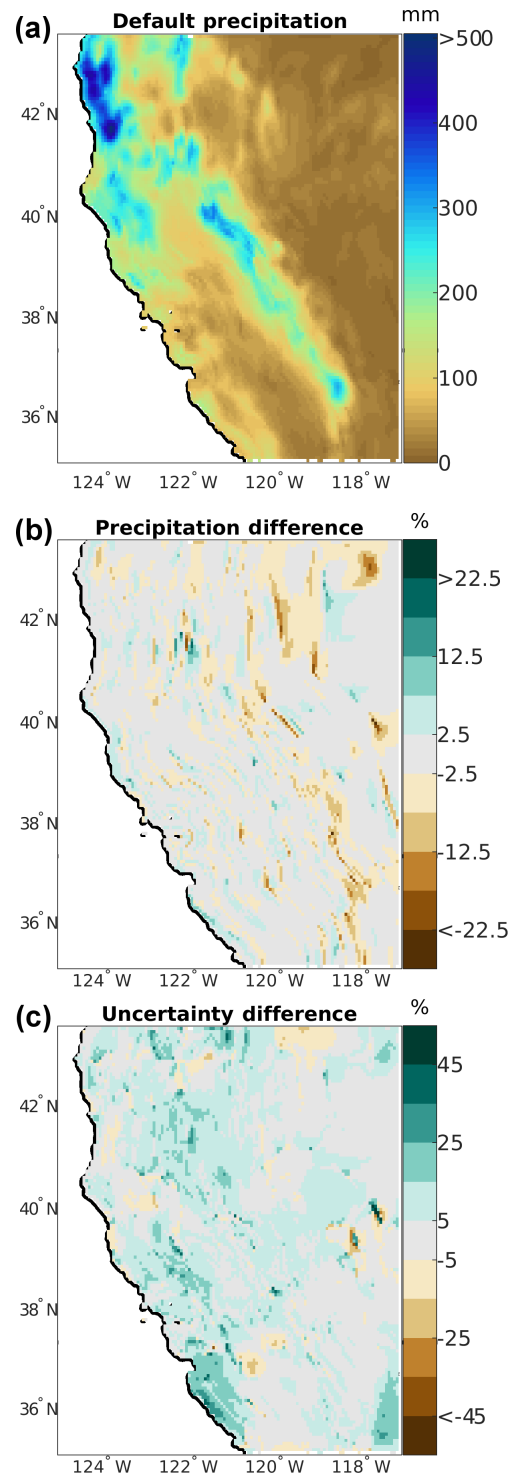 (a) Default precipitation mm
>500
400
300
200
100
0
42° N
40° N
38° N
36° N
124° W 122° W 120° W 118° W
(b) Precipitation difference %
>22.5
12.5
2.5
-2.5
-12.5
<-22.5
42° N
40° N
38° N
36° N
124° W 122° W 120° W 118° W
(c) Uncertainty difference %
45
25
5
-5
-25
<-45
42° N
40° N
38° N
36° N
124° W 122° W 120° W 118° W